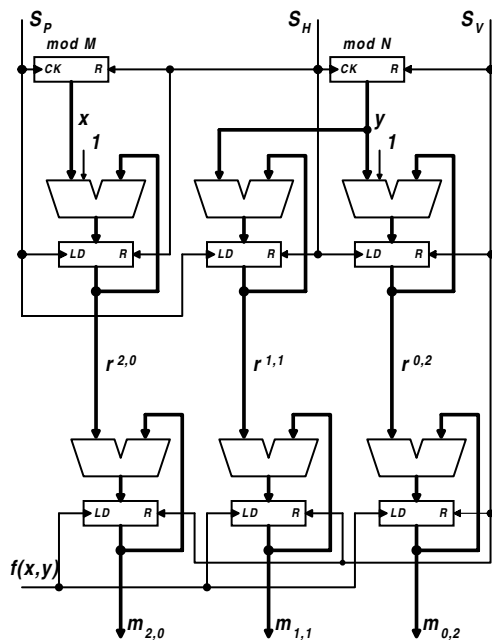 S_P S_H S_V
mod M mod N
CK R CK R
x y
1 1
LD R LD R LD R
r^{2,0} r^{1,1} r^{0,2}
LD R LD R LD R
f(x,y)
m_{2,0} m_{1,1} m_{0,2}